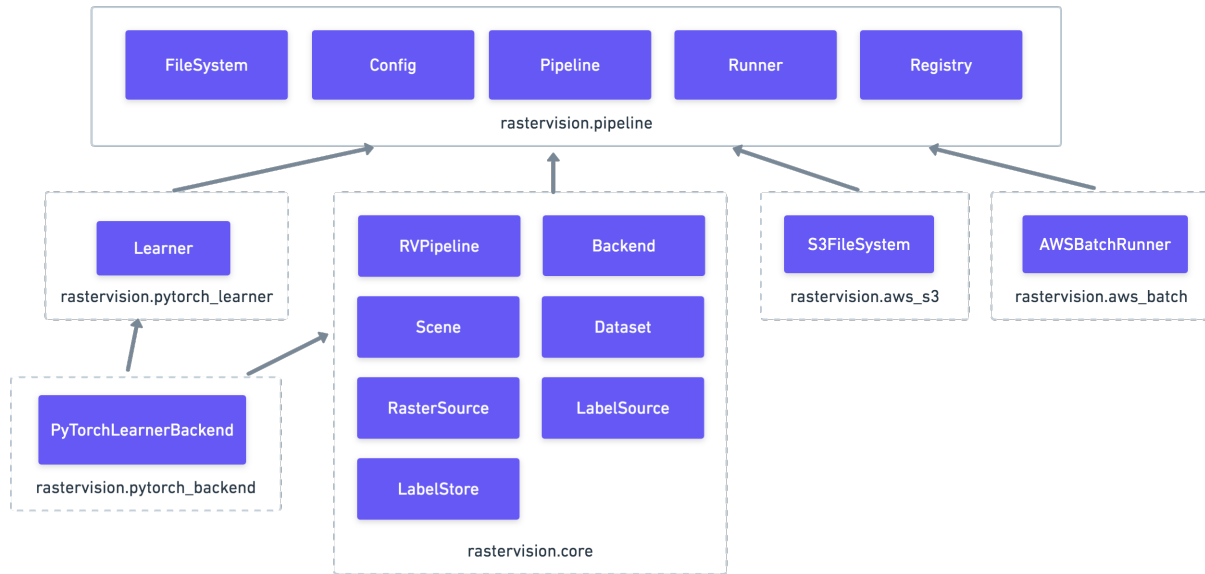 FileSystem
Config
Pipeline
Runner
Registry
rastervision.pipeline
Learner
rastervision.pytorch_learner
RVPipeline
Backend
Scene
Dataset
RasterSource
LabelSource
LabelStore
rastervision.core
S3FileSystem
rastervision.aws_s3
AWSBatchRunner
rastervision.aws_batch
PyTorchLearnerBackend
rastervision.pytorch_backend